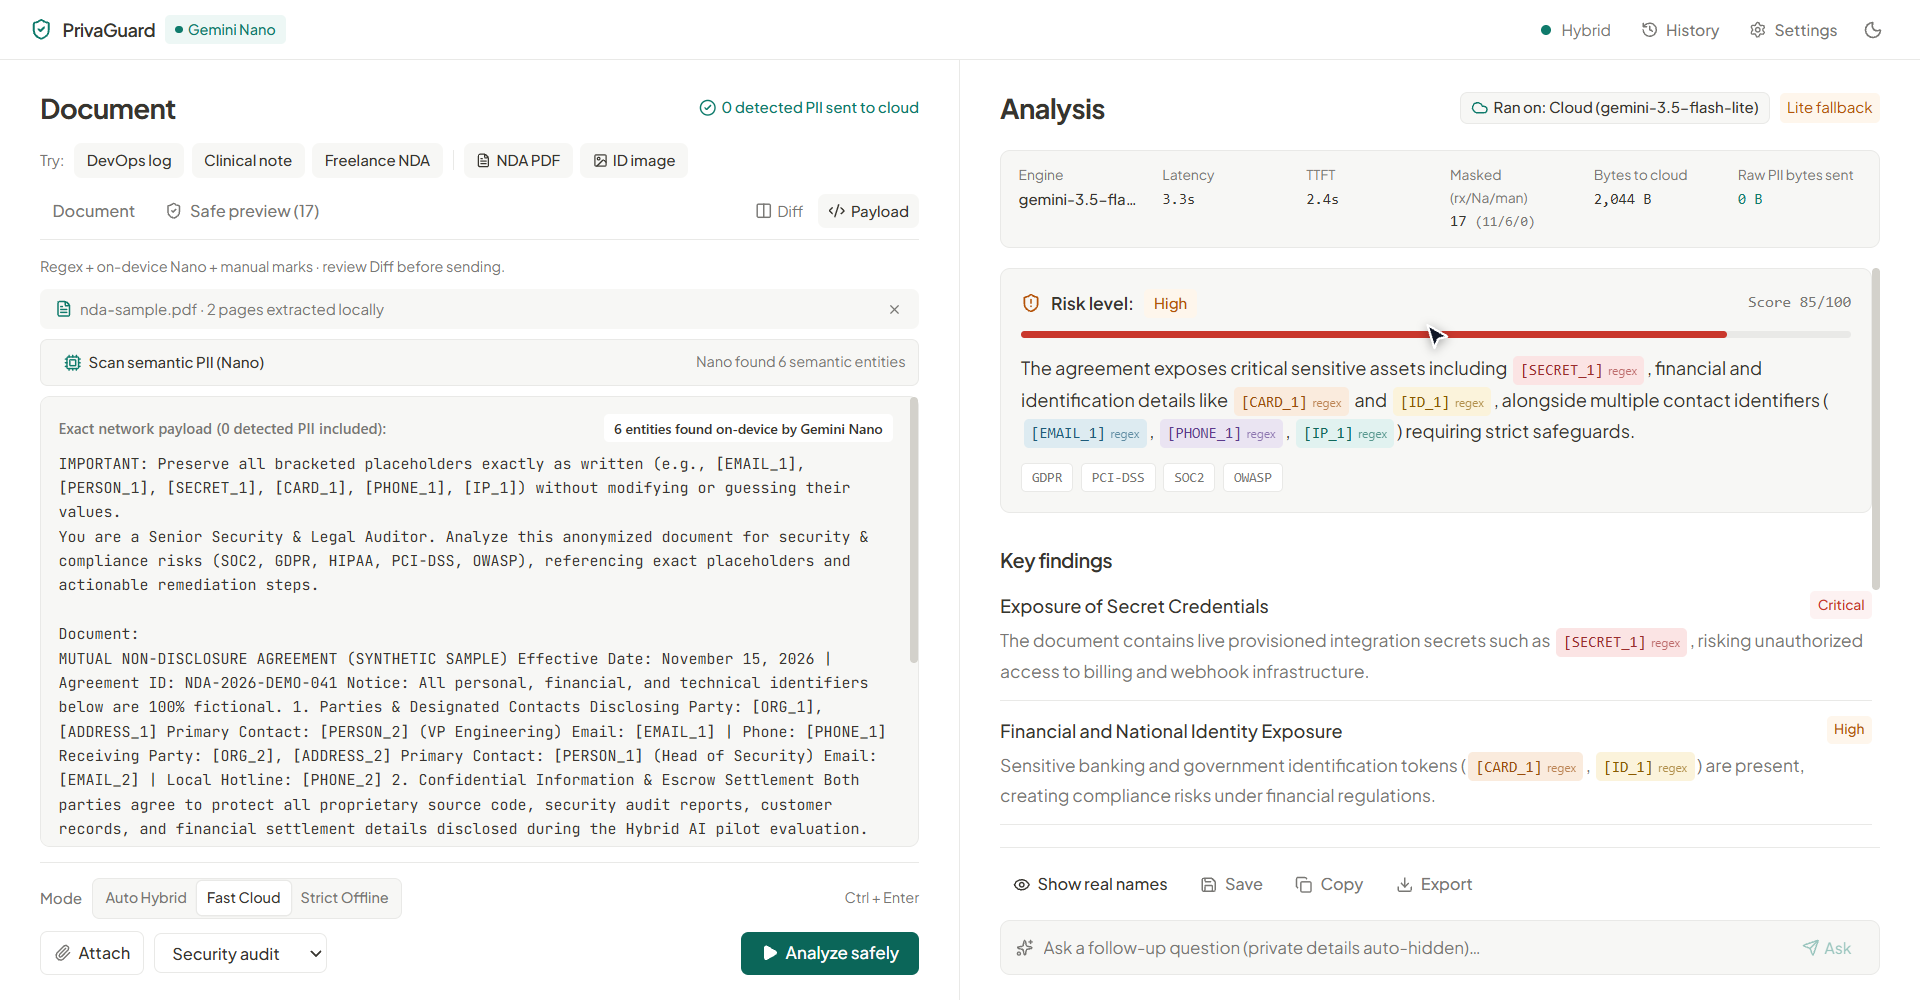 PrivaGuard
Gemini Nano
Hybrid
History
Settings
Document
0 detected PII sent to cloud
Try:
DevOps log
Clinical note
Freelance NDA
NDA PDF
ID image
Document
Safe preview (17)
Diff
</> Payload
Regex + on-device Nano + manual marks · review Diff before sending.
nda-sample.pdf · 2 pages extracted locally
Scan semantic PII (Nano)
Nano found 6 semantic entities
Exact network payload (0 detected PII included):
6 entities found on-device by Gemini Nano
IMPORTANT: Preserve all bracketed placeholders exactly as written (e.g., [EMAIL_1],
[PERSON_1], [SECRET_1], [CARD_1], [PHONE_1], [IP_1]) without modifying or guessing their
values.
You are a Senior Security & Legal Auditor. Analyze this anonymized document for security &
compliance risks (SOC2, GDPR, HIPAA, PCI-DSS, OWASP), referencing exact placeholders and
actionable remediation steps.
Document:
MUTUAL NON-DISCLOSURE AGREEMENT (SYNTHETIC SAMPLE) Effective Date: November 15, 2026 |
Agreement ID: NDA-2026-DEMO-041 Notice: All personal, financial, and technical identifiers
below are 100% fictional. 1. Parties & Designated Contacts Disclosing Party: [ORG_1],
[ADDRESS_1] Primary Contact: [PERSON_2] (VP Engineering) Email: [EMAIL_1] | Phone: [PHONE_1]
Receiving Party: [ORG_2], [ADDRESS_2] Primary Contact: [PERSON_1] (Head of Security) Email:
[EMAIL_2] | Local Hotline: [PHONE_2] 2. Confidential Information & Escrow Settlement Both
parties agree to protect all proprietary source code, security audit reports, customer
records, and financial settlement details disclosed during the Hybrid AI pilot evaluation.
Mode
Auto Hybrid
Fast Cloud
Strict Offline
Ctrl + Enter
Attach
Security audit
Analyze safely
Analysis
Ran on: Cloud (gemini-3.5-flash-lite)
Lite fallback
Engine
gemini-3.5-fla...
Latency
3.3s
TTFT
2.4s
Masked
(rx/Na/man)
17 (11/6/0)
Bytes to cloud
2,044 B
Raw PII bytes sent
0 B
Risk level:
High
Score 85/100
The agreement exposes critical sensitive assets including [SECRET_1] regex , financial and
identification details like [CARD_1] regex and [ID_1] regex , alongside multiple contact identifiers (
[EMAIL_1] regex , [PHONE_1] regex , [IP_1] regex ) requiring strict safeguards.
GDPR
PCI-DSS
SOC2
OWASP
Key findings
Exposure of Secret Credentials
Critical
The document contains live provisioned integration secrets such as [SECRET_1] regex , risking unauthorized
access to billing and webhook infrastructure.
Financial and National Identity Exposure
High
Sensitive banking and government identification tokens ( [CARD_1] regex , [ID_1] regex ) are present,
creating compliance risks under financial regulations.
Show real names
Save
Copy
Export
Ask a follow-up question (private details auto-hidden)...
Ask